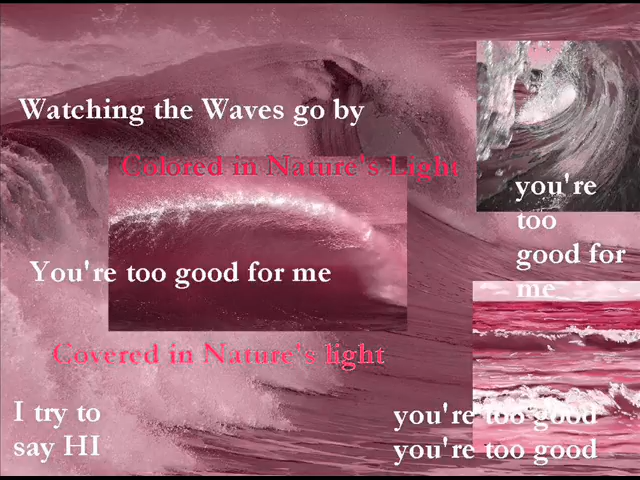 Watching the Waves go by
Colored in Nature's Light
you're
too
good for
me
You're too good for me
Covered in Nature's light
I try to
say HI
you're too good
you're too good